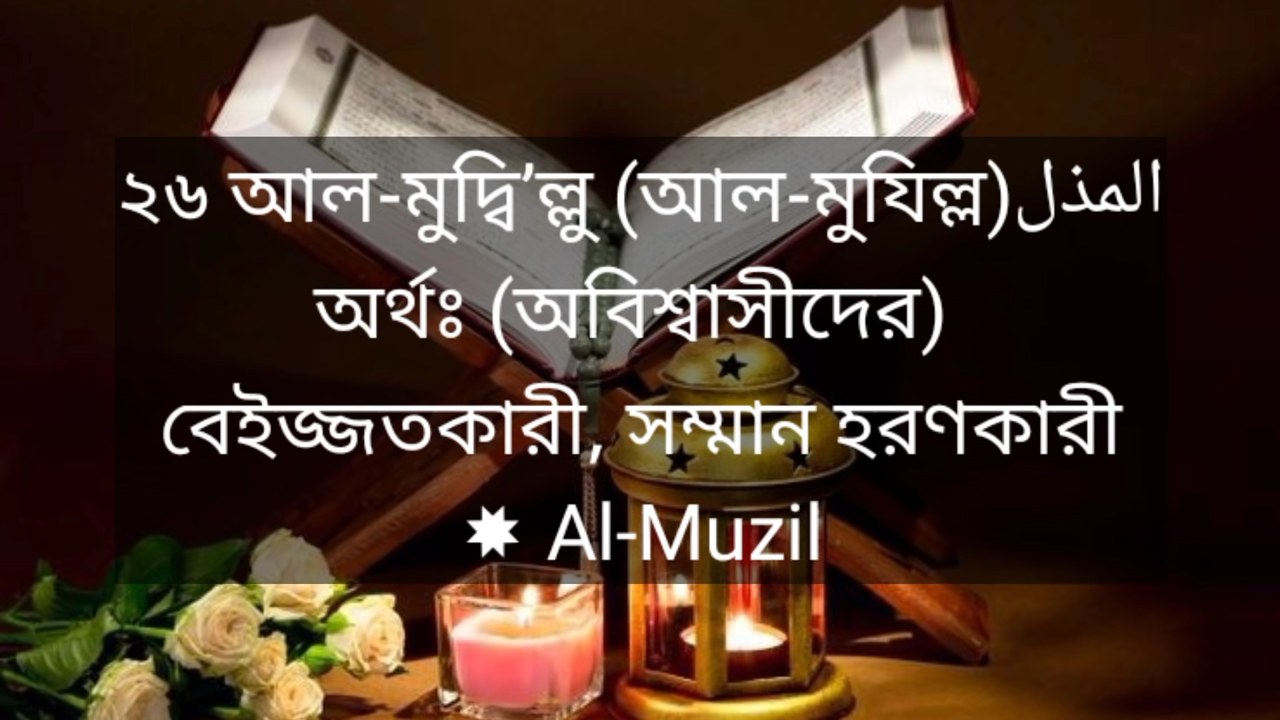 ২৬ আল-মুদ্বি’ল্লু (আল-মুযিল্ল)المذل
অর্থঃ (অবিশ্বাসীদের)
বেইজ্জতকারী, সম্মান হরণকারী
✸ Al-Muzil